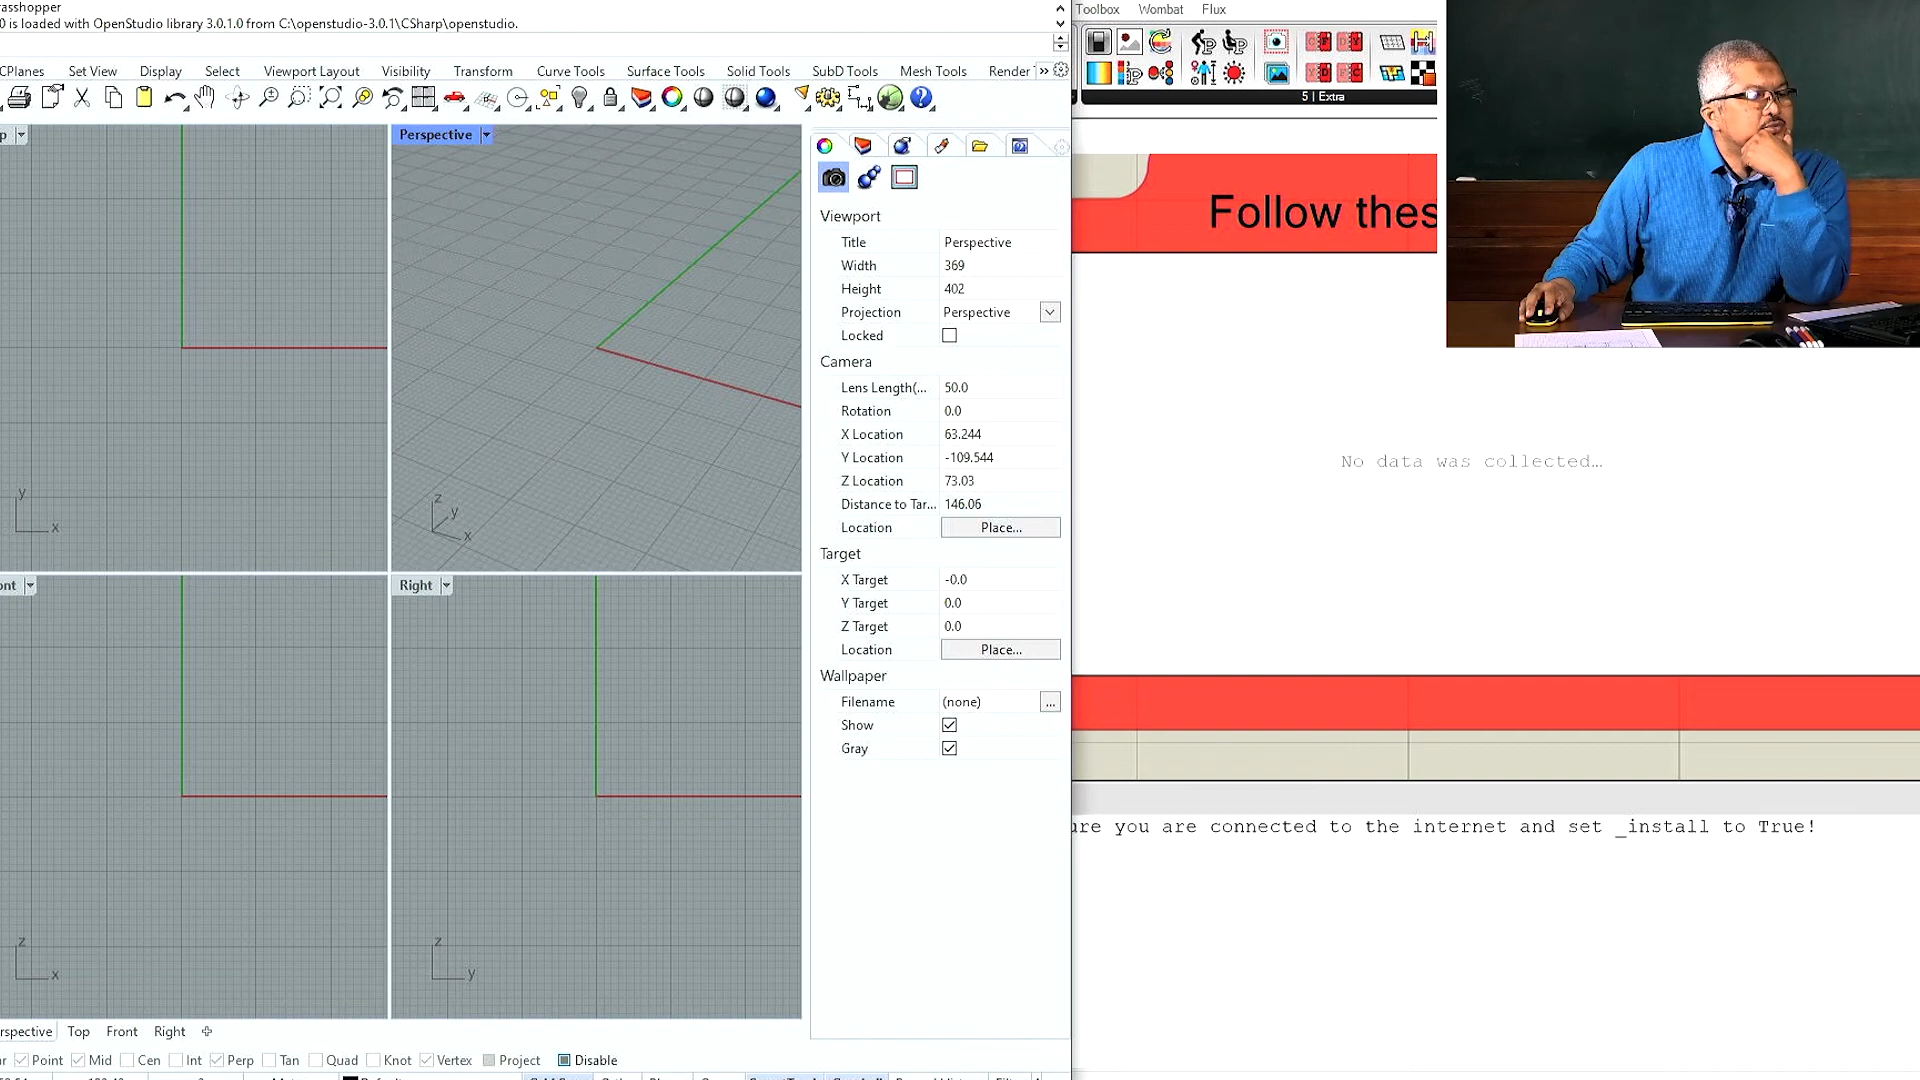 rasshopper
0 is loaded with OpenStudio library 3.0.1.0 from C:\openstudio-3.0.1\CSharp\openstudio.
CPlanes Set View Display Select Viewport Layout Visibility Transform Curve Tools Surface Tools Solid Tools SubD Tools Mesh Tools Render
p
Perspective
Viewport
Title Perspective
Width 369
Height 402
Projection Perspective
Locked
Camera
Lens Length(... 50.0
Rotation 0.0
X Location 63.244
Y Location -109.544
Z Location 73.03
Distance to Tar... 146.06
Location Place...
Target
X Target -0.0
Y Target 0.0
Z Target 0.0
Location Place...
Wallpaper
Filename (none) ...
Show
Gray
z
y
x
y
x
ont
Right
z
x
z
y
rspective Top Front Right
ar Point Mid Cen Int Perp Tan Quad Knot Vertex Project Disable
Toolbox Wombat Flux
5 | Extra
Follow thes
No data was collected...
ure you are connected to the internet and set _install to True!